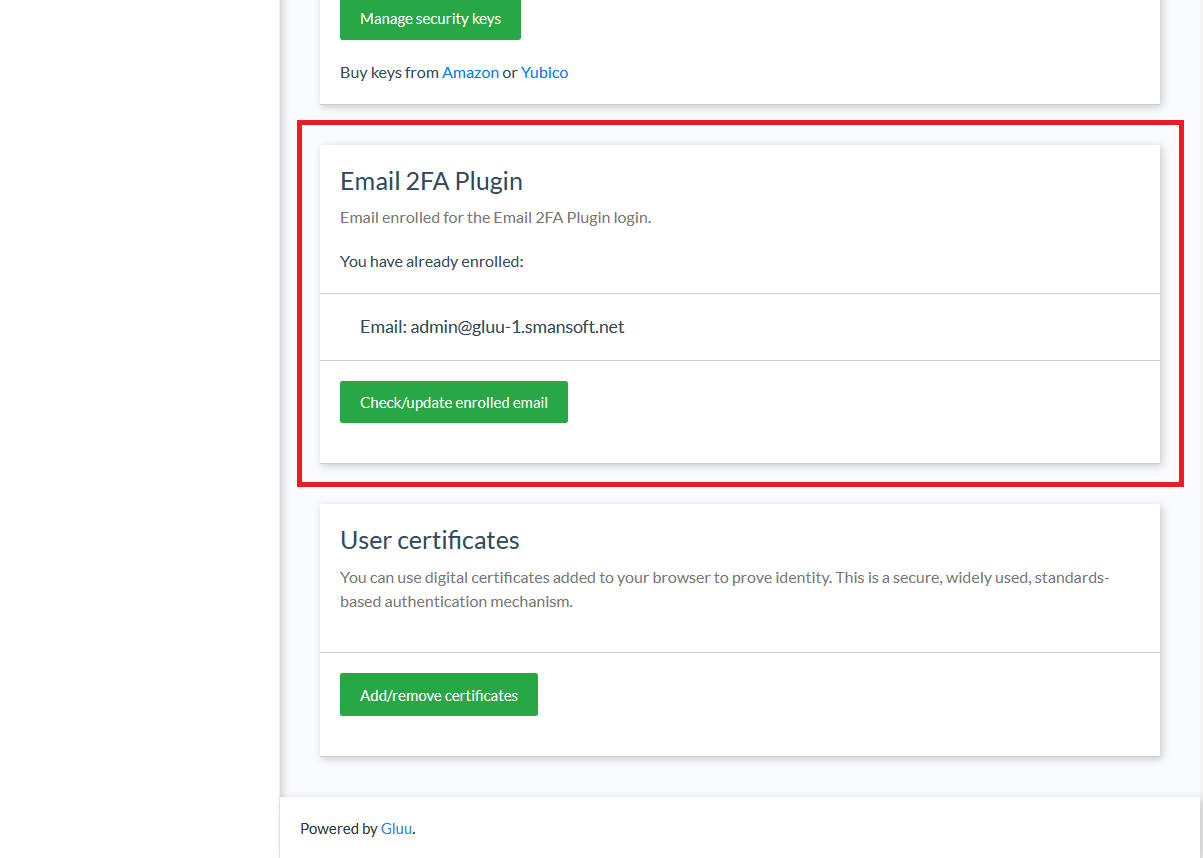 Manage security keys
Buy keys from Amazon or Yubico
Email 2FA Plugin
Email enrolled for the Email 2FA Plugin login.
You have already enrolled:
Email: admin@gluu-1.smansoft.net
Check/update enrolled email
User certificates
You can use digital certificates added to your browser to prove identity. This is a secure, widely used, standards-
based authentication mechanism.
Add/remove certificates
Powered by Gluu.